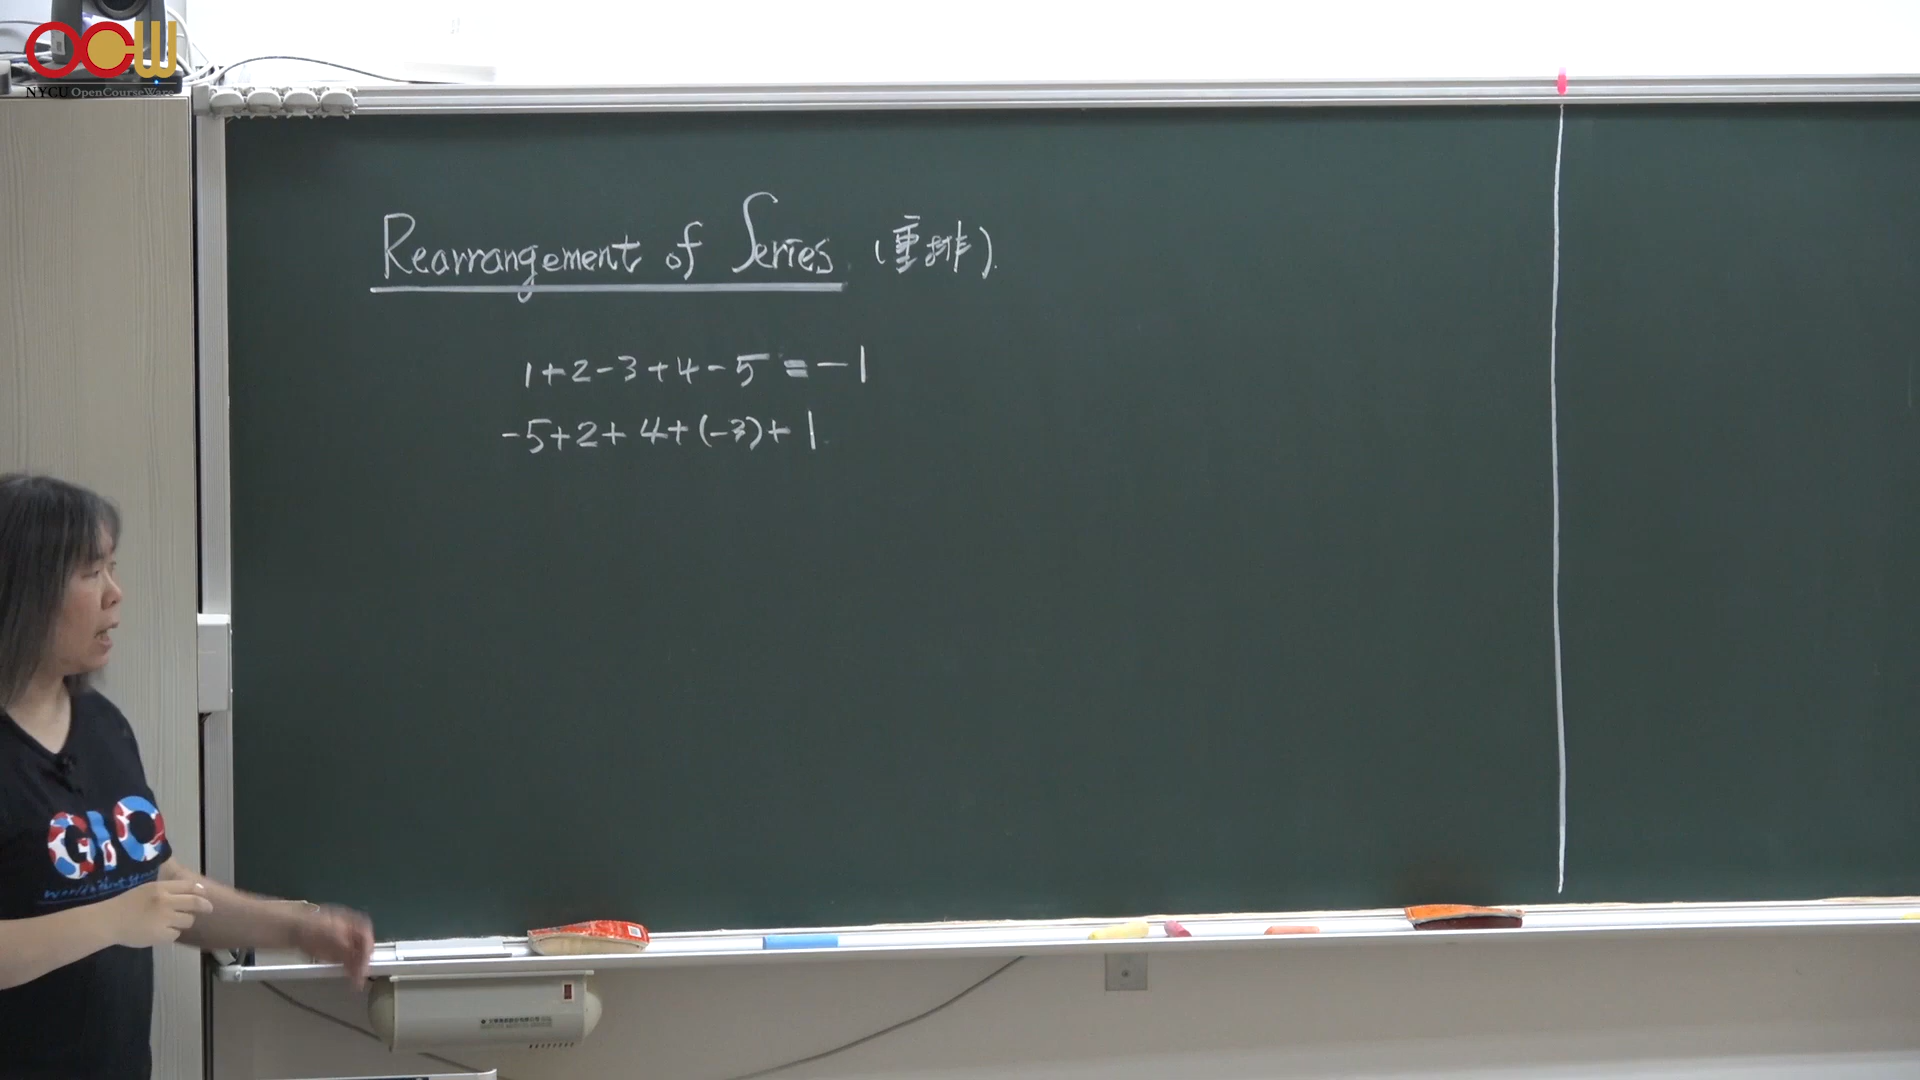 OCW
NYCU OpenCourseWare
Rearrangement of Series (重排).
1+2-3+4-5=-1
-5+2+4+(-3)+1
GIO